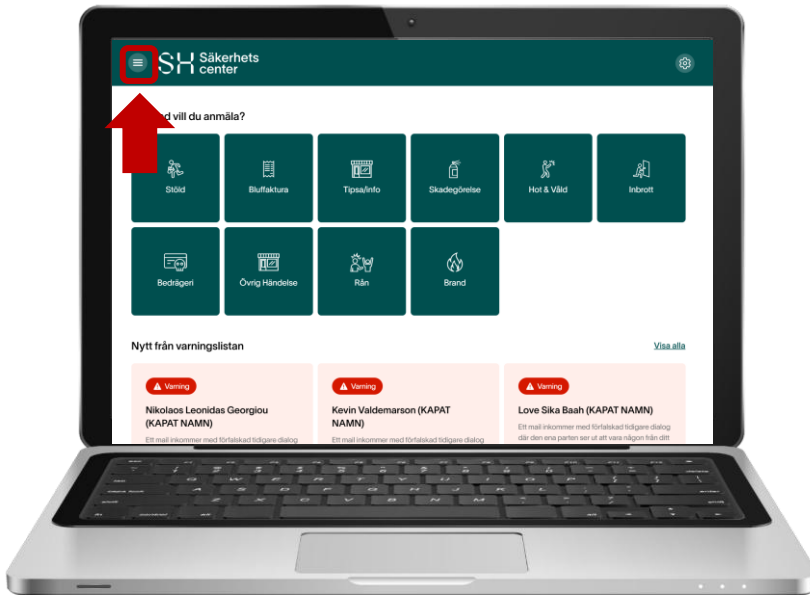 SH Säkerhets
center
d vill du anmäla?
Stöld
Bluffaktura
Tipsa/info
Skadegörelse
Hot & Våld
Inbrott
Bedrägeri
Övrig Händelse
Rån
Brand
Nytt från varningslistan
Visa alla
Varning
Nikolaos Leonidas Georgiou
(KAPAT NAMN)
Ett mail inkommer med förfalskad tidigare dialog
Varning
Kevin Valdemarson (KAPAT
NAMN)
Ett mail inkommer med förfalskad tidigare dialog
Varning
Love Sika Baah (KAPAT NAMN)
Ett mail inkommer med förfalskad tidigare dialog
där den ena parten ser ut att vara någon från ditt